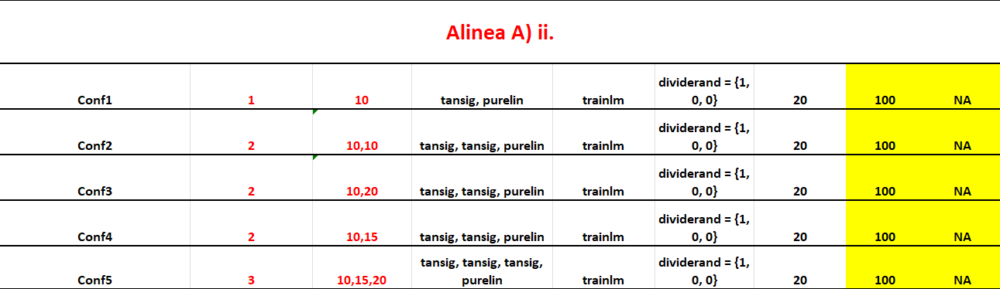 Alinea A) ii.
Conf1 1 10 tansig, purelin trainlm dividerand = {1, 0, 0} 20 100 NA
Conf2 2 10,10 tansig, tansig, purelin trainlm dividerand = {1, 0, 0} 20 100 NA
Conf3 2 10,20 tansig, tansig, purelin trainlm dividerand = {1, 0, 0} 20 100 NA
Conf4 2 10,15 tansig, tansig, purelin trainlm dividerand = {1, 0, 0} 20 100 NA
Conf5 3 10,15,20 tansig, tansig, tansig, purelin trainlm dividerand = {1, 0, 0} 20 100 NA